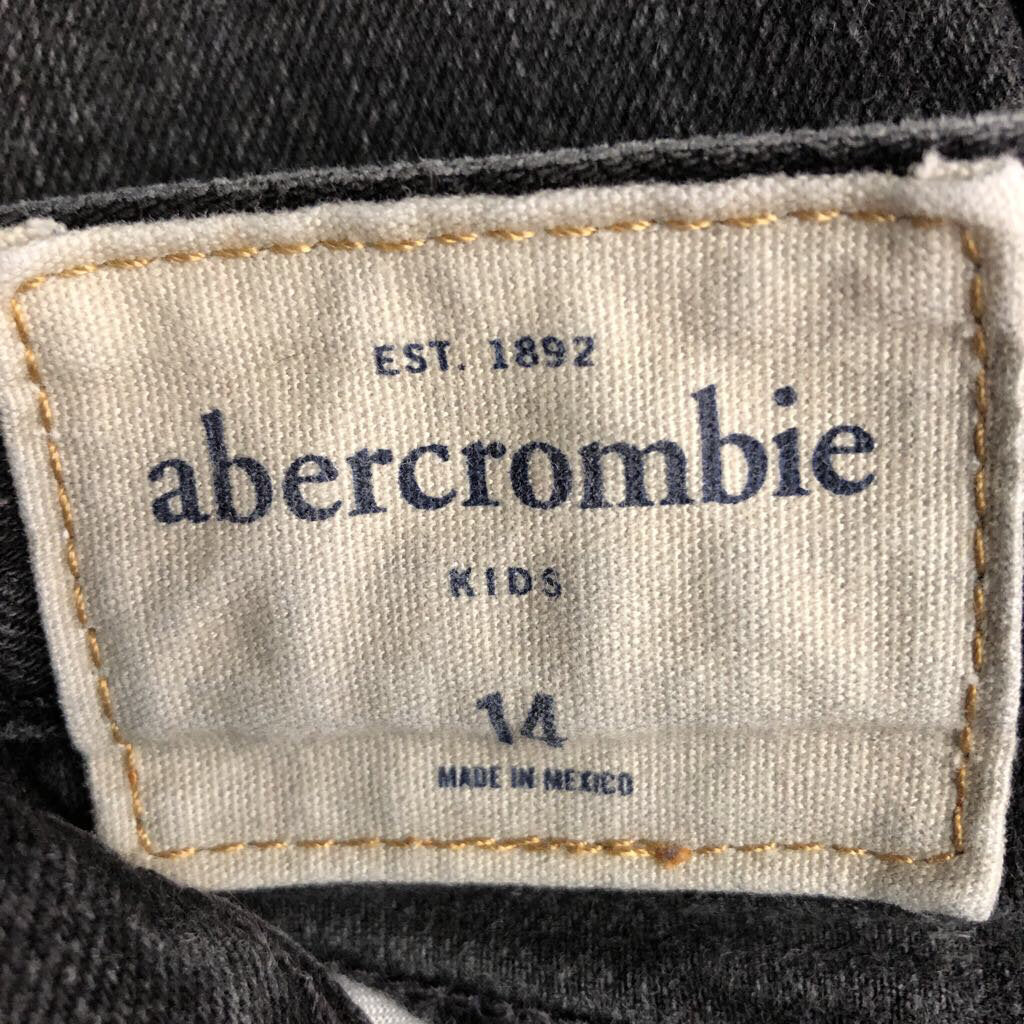 EST. 1892
abercrombie
KIDS
14
MADE IN MEXICO